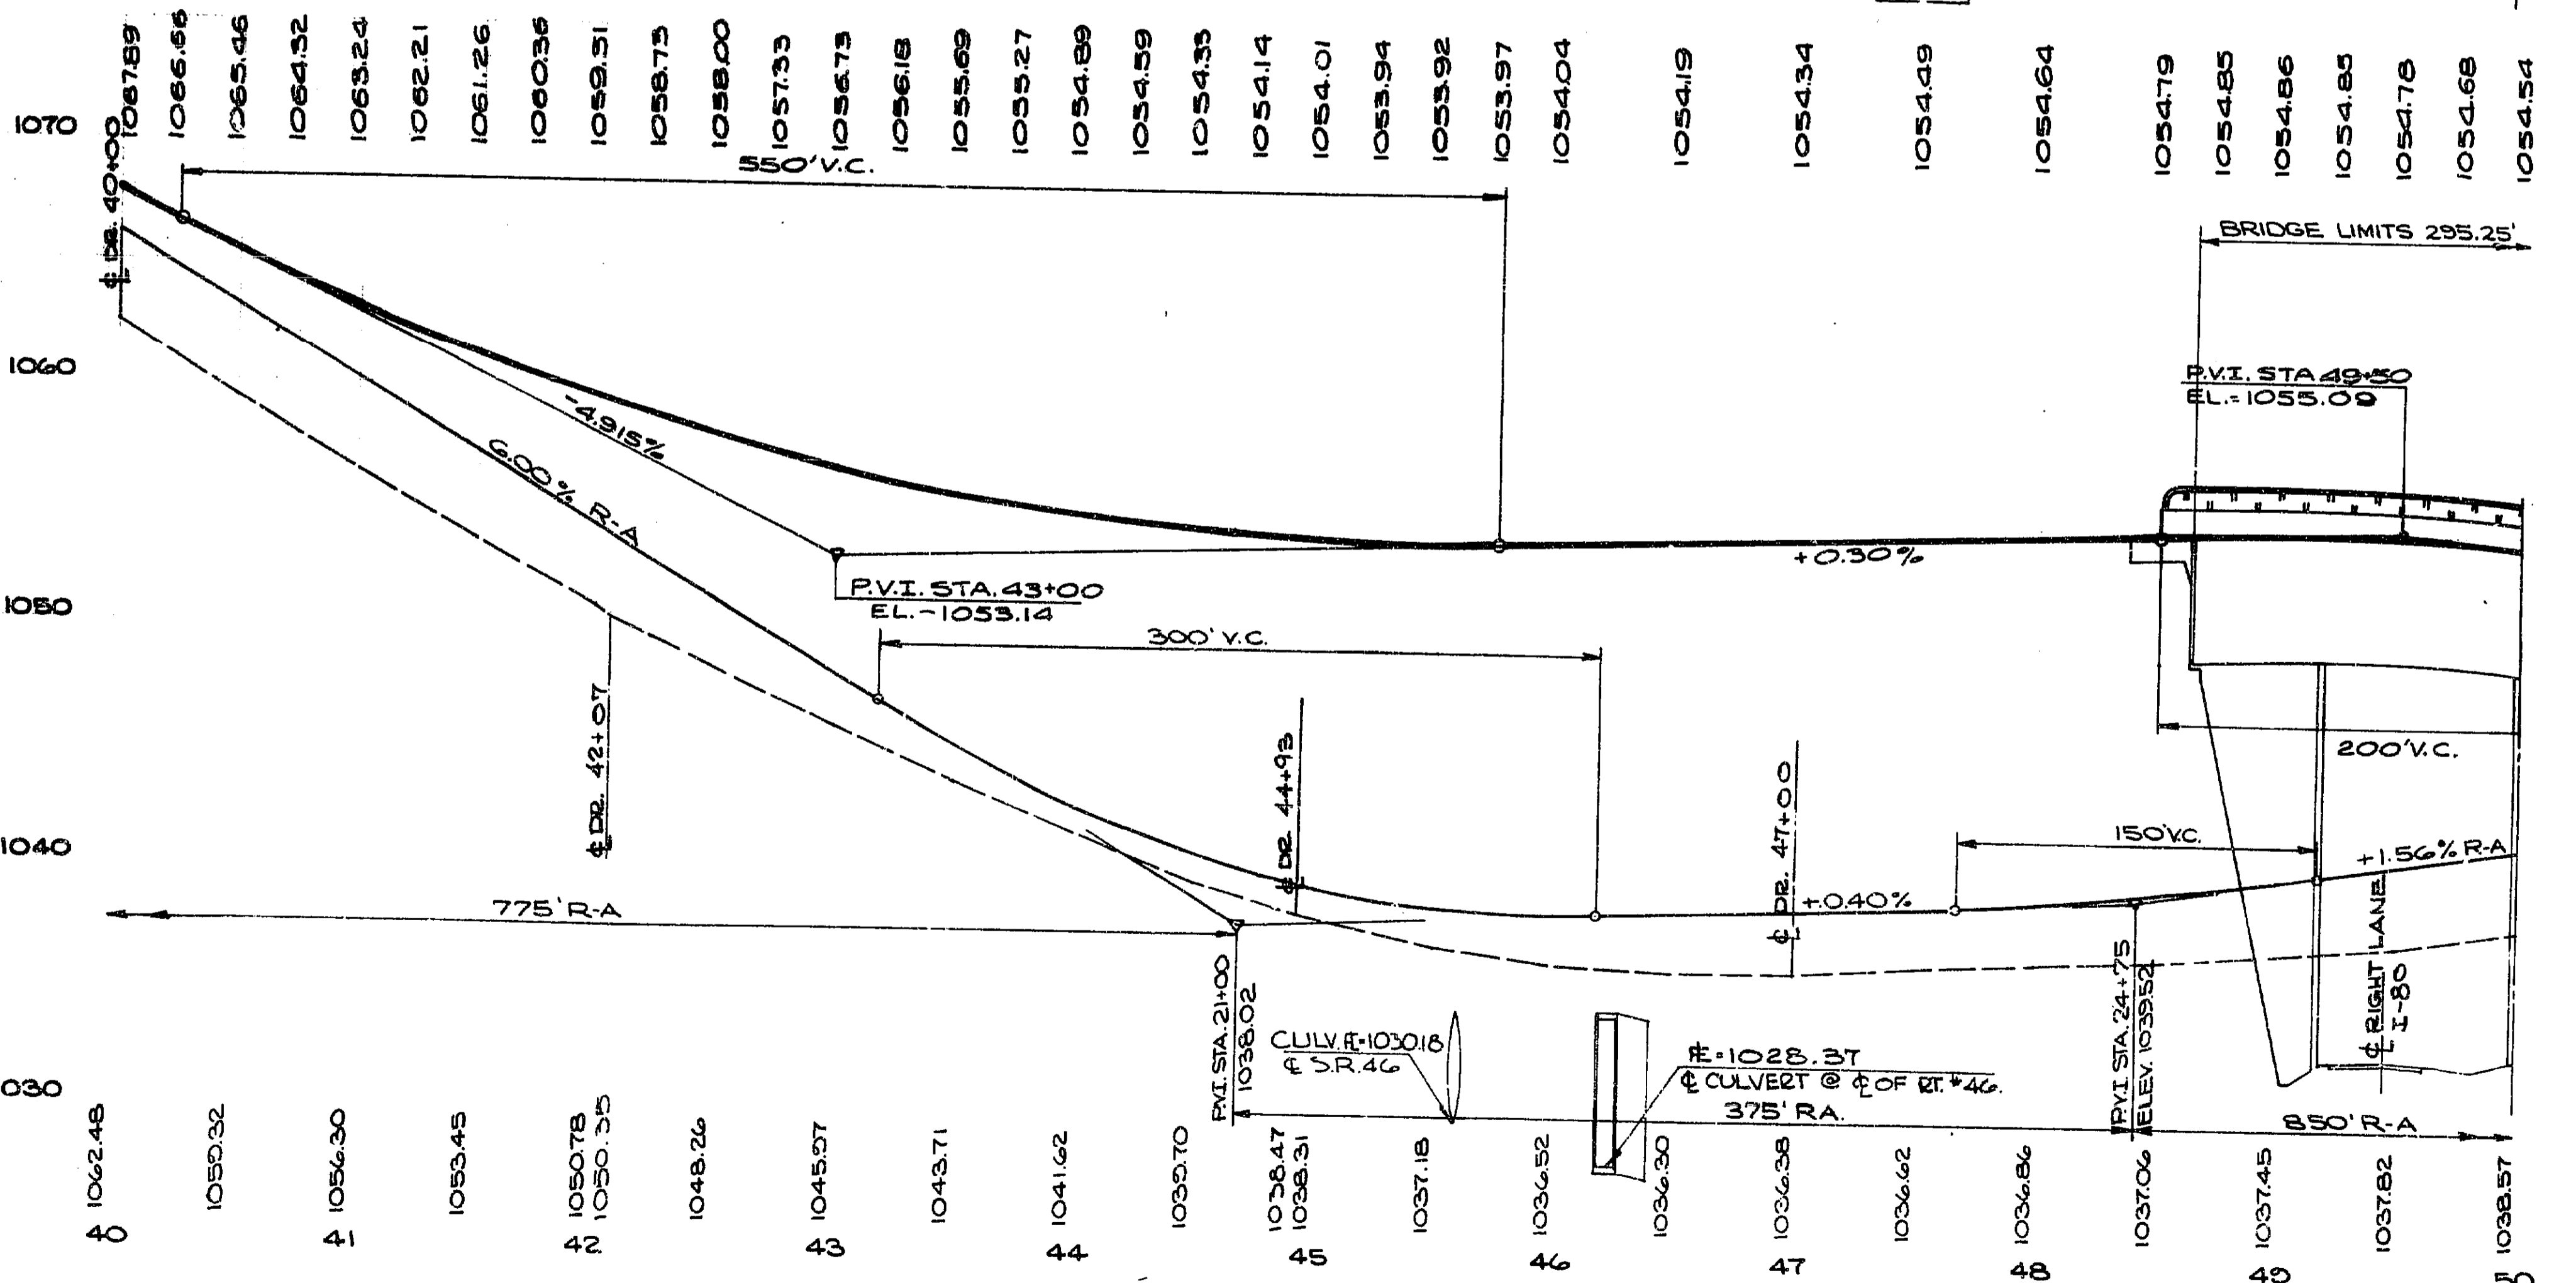 1067.89 1066.65 1065.46 1064.32 1063.24 1062.21 1061.26 1060.36 1059.51 1058.73 1058.00 1057.33 1056.73 1056.18 1055.69 1055.27 1054.89 1054.59 1054.35 1054.14 1054.01 1053.94 1053.92 1053.97 1054.04 1054.19 1054.34 1054.49 1054.64 1054.79 1054.85 1054.86 1054.85 1054.78 1054.68 1054.54
1070
550' V.C.
℄ DR. 40+00
BRIDGE LIMITS 295.25'
1060
P.V.I. STA 49+50
EL.=1055.09
-4.915%
6.00% R-A
+0.30%
P.V.I. STA. 43+00
EL.-1053.14
1050
300' V.C.
℄ DR. 42+07
℄ DR. 44+93
℄ DR. 47+00
200' V.C.
1040
150' V.C.
+1.56% R-A
+0.40%
775' R-A
P.V.I. STA. 21+00
1038.02
P.V.I. STA. 24+75
ELEV. 1039.52
℄ RIGHT LANE
I-80
CULV. FL-1030.18
℄ S.R. 46
FL=1028.37
℄ CULVERT @ ℄ OF RT. #46.
375' RA.
850' R-A
030
1062.48 1059.32 1056.30 1053.45 1050.78 1050.35 1048.26 1045.97 1043.71 1041.62 1039.70 1038.47 1038.31 1037.18 1036.52 1036.30 1036.38 1036.62 1036.86 1037.06 1037.45 1037.82 1038.57
40 41 42 43 44 45 46 47 48 49 50